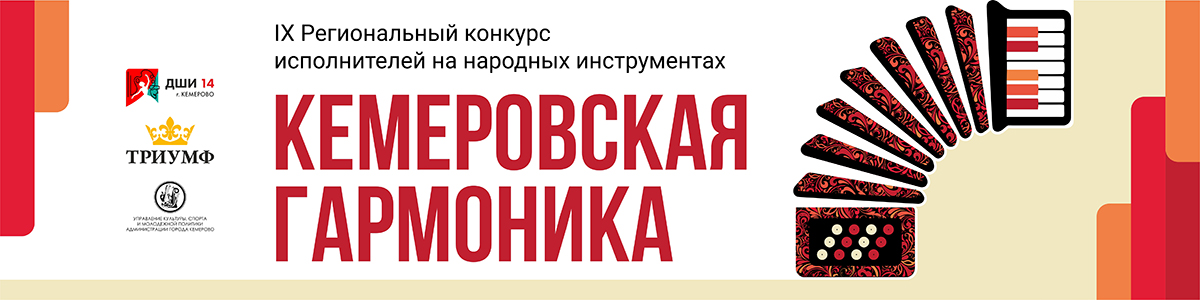 IX Региональный конкурс
исполнителей на народных инструментах
КЕМЕРОВСКАЯ
ГАРМОНИКА
ДШИ 14
г. КЕМЕРОВО
ТРИУМФ
УПРАВЛЕНИЕ КУЛЬТУРЫ, СПОРТА
И МОЛОДЕЖНОЙ ПОЛИТИКИ
АДМИНИСТРАЦИИ ГОРОДА КЕМЕРОВО